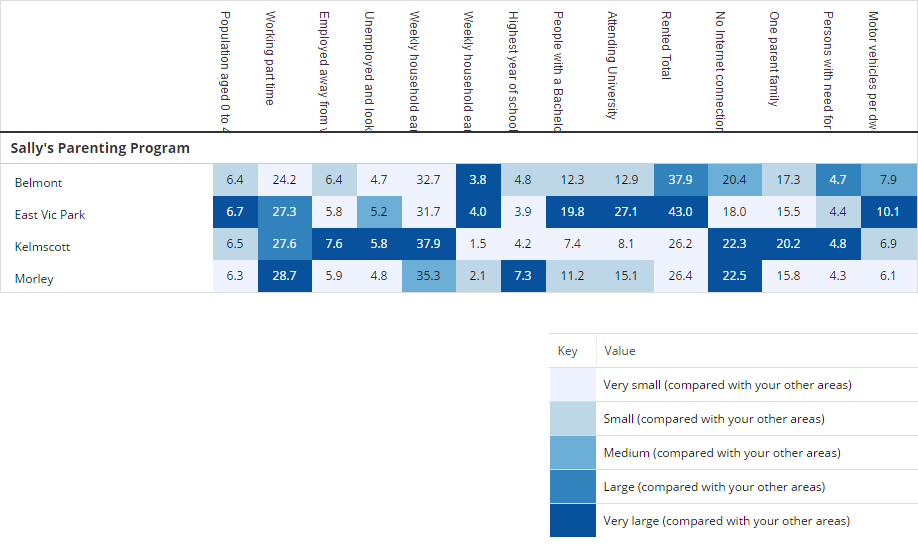 Population aged 0 to 4
Working part time
Employed away from
Unemployed and look
Weekly household ear
Weekly household ear
Highest year of school
People with a Bachelo
Attending University
Rented Total
No Internet connection
One parent family
Persons with need for
Motor vehicles per dw
Sally's Parenting Program
Belmont 6.4 24.2 6.4 4.7 32.7 3.8 4.8 12.3 12.9 37.9 20.4 17.3 4.7 7.9
East Vic Park 6.7 27.3 5.8 5.2 31.7 4.0 3.9 19.8 27.1 43.0 18.0 15.5 4.4 10.1
Kelmscott 6.5 27.6 7.6 5.8 37.9 1.5 4.2 7.4 8.1 26.2 22.3 20.2 4.8 6.9
Morley 6.3 28.7 5.9 4.8 35.3 2.1 7.3 11.2 15.1 26.4 22.5 15.8 4.3 6.1
Key Value
Very small (compared with your other areas)
Small (compared with your other areas)
Medium (compared with your other areas)
Large (compared with your other areas)
Very large (compared with your other areas)